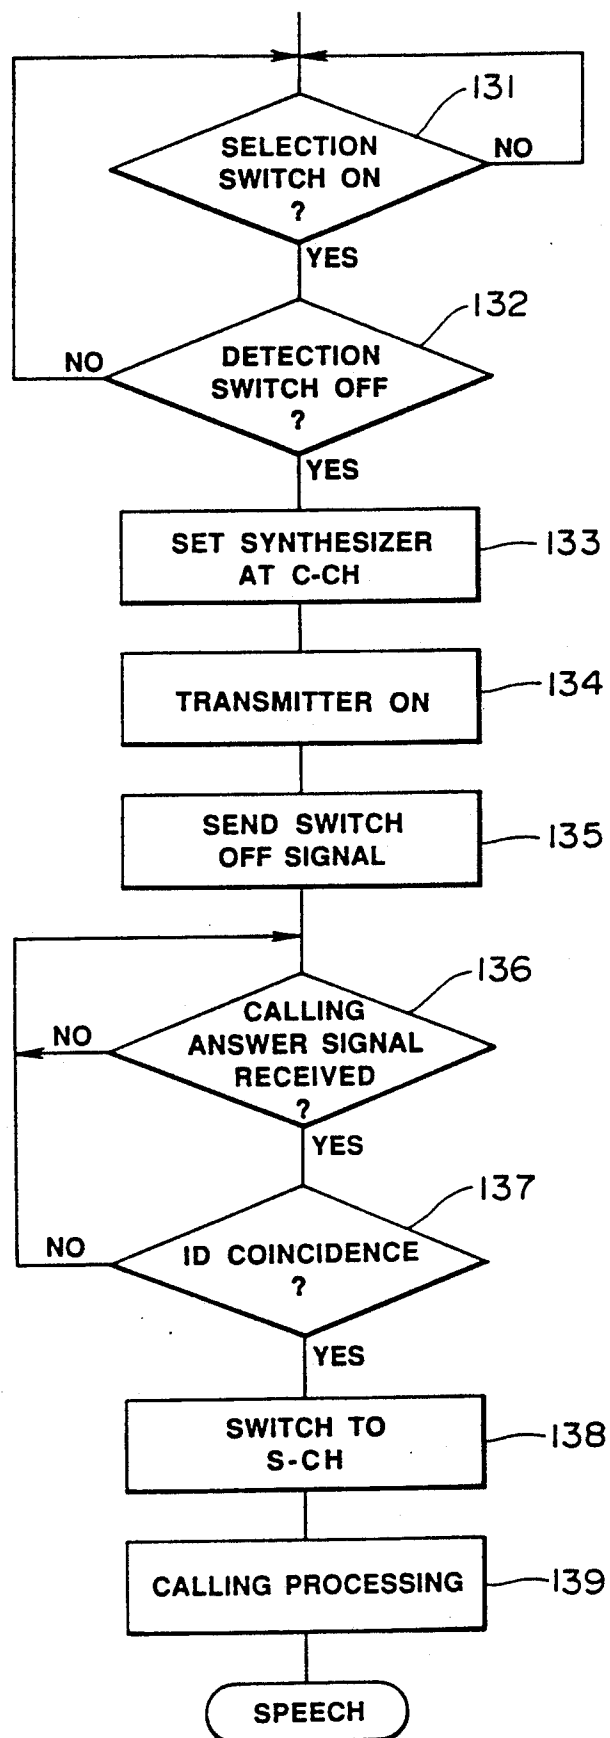 131
SELECTION
SWITCH ON
?
NO
YES
132
NO
DETECTION
SWITCH OFF
?
YES
SET SYNTHESIZER
AT C-CH
133
TRANSMITTER ON
134
SEND SWITCH
OFF SIGNAL
135
136
NO
CALLING
ANSWER SIGNAL
RECEIVED
?
YES
137
NO
ID COINCIDENCE
?
YES
SWITCH TO
S-CH
138
CALLING PROCESSING
139
SPEECH